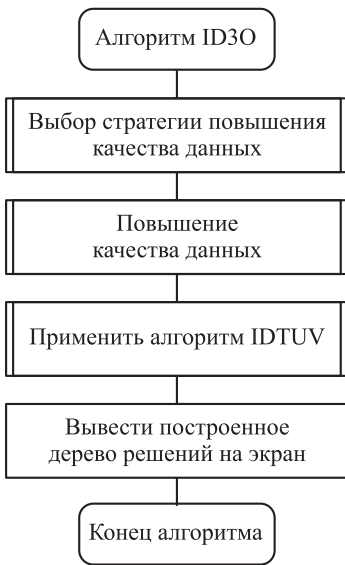 Алгоритм ID3O
Выбор стратегии повышения
качества данных
Повышение
качества данных
Применить алгоритм IDTUV
Вывести построенное
дерево решений на экран
Конец алгоритма